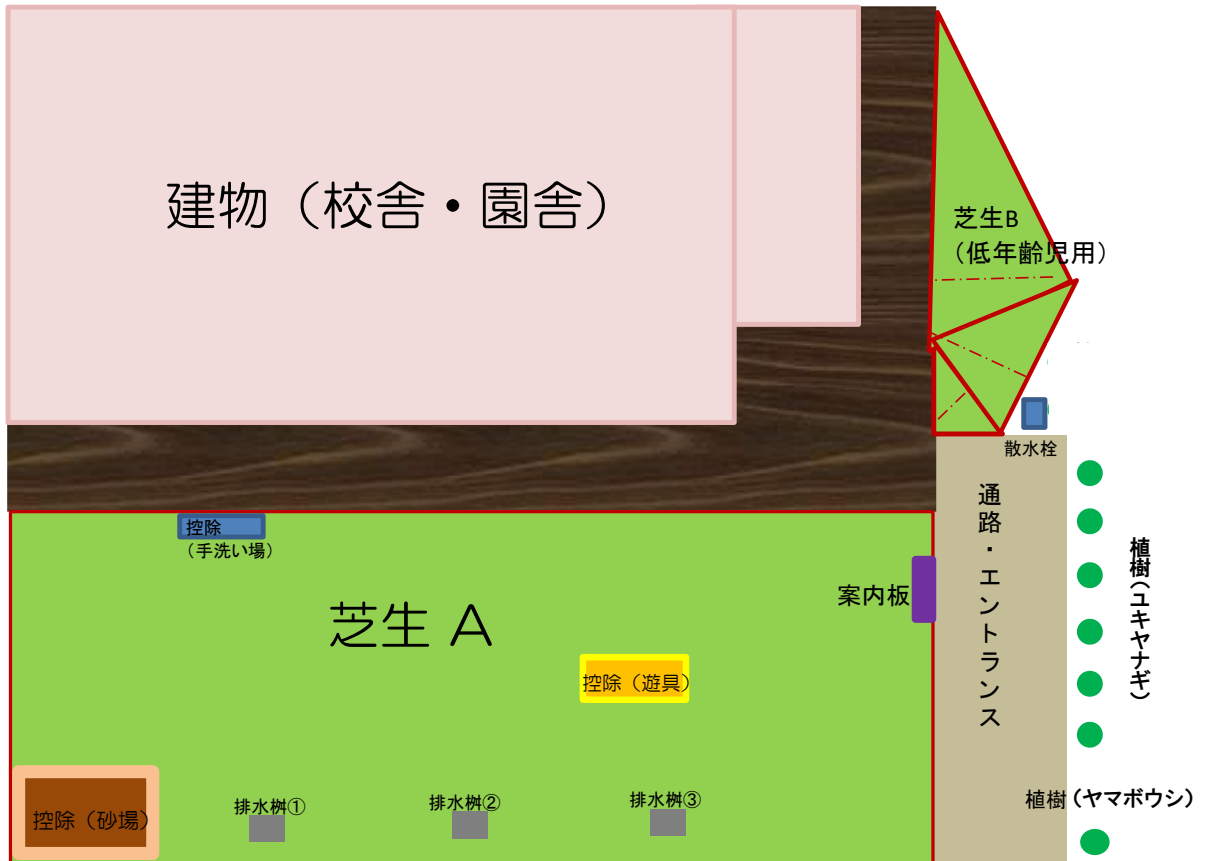 建物（校舎・園舎）
芝生B
（低年齢児用）
散水栓
通路・エントランス
控除
（手洗い場）
案内板
植樹（ユキヤナギ）
芝生 A
控除（遊具）
控除（砂場）
排水桝①
排水桝②
排水桝③
植樹（ヤマボウシ）